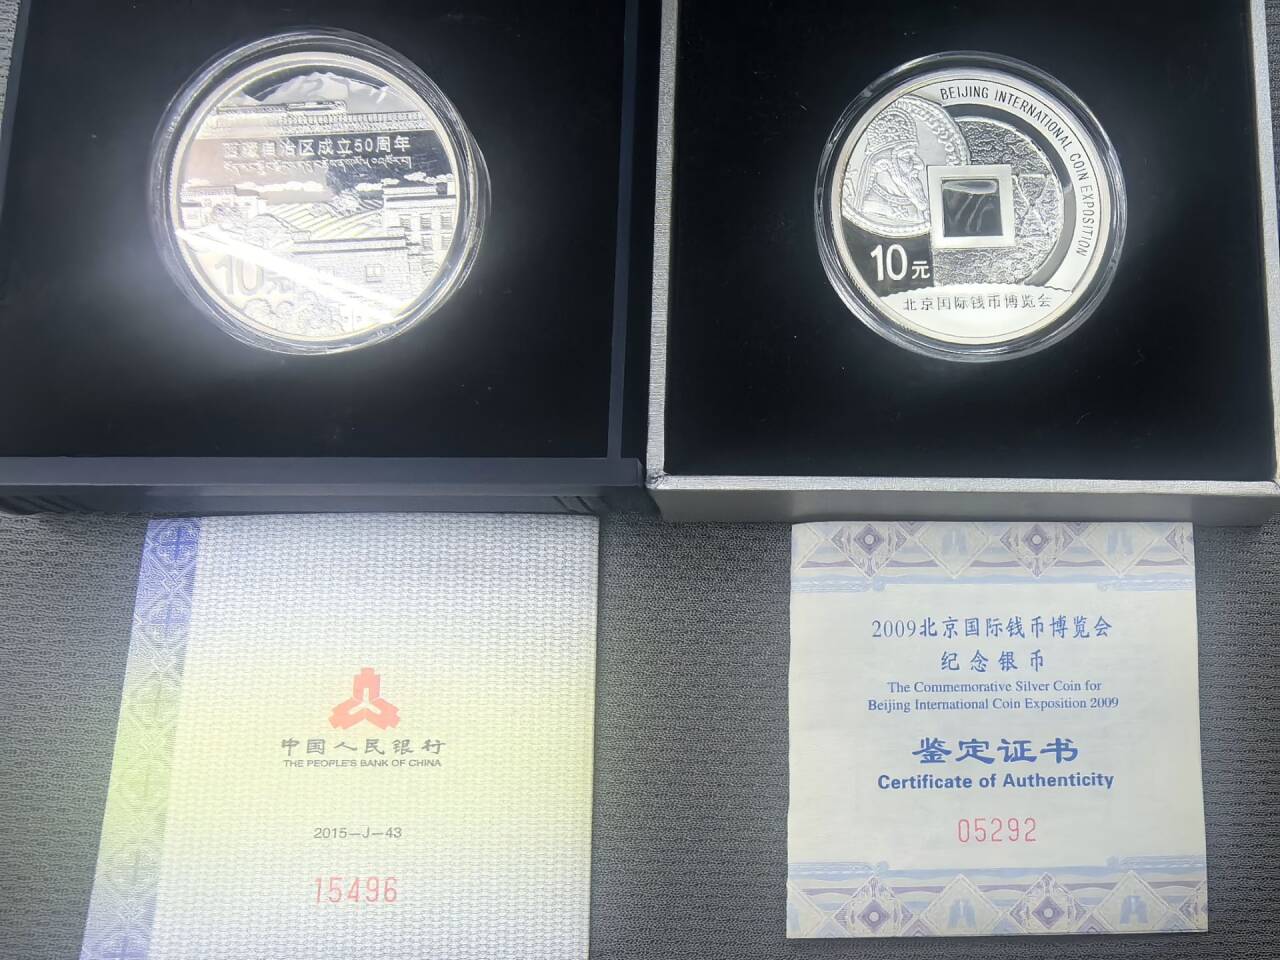 西藏自治区成立50周年
10元
BEIJING INTERNATIONAL COIN EXPOSITION
10元
北京国际钱币博览会
中国人民银行
THE PEOPLE'S BANK OF CHINA
2015-J-43
15496
2009北京国际钱币博览会
纪念银币
The Commemorative Silver Coin for
Beijing International Coin Exposition 2009
鉴定证书
Certificate of Authenticity
05292